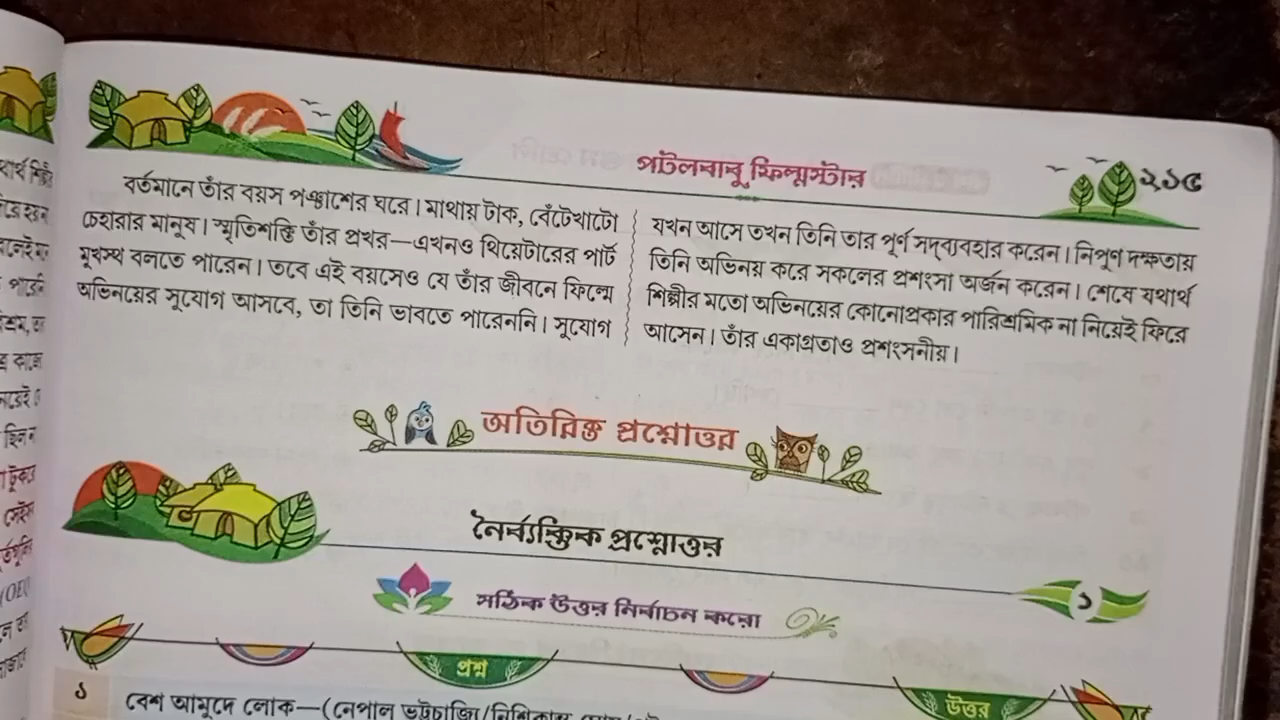 পটলবাবু ফিল্মস্টার
২১৫
বর্তমানে তাঁর বয়স পঞ্চাশের ঘরে। মাথায় টাক, বেঁটেখাটো
চেহারার মানুষ। স্মৃতিশক্তি তাঁর প্রখর—এখনও থিয়েটারের পার্ট
মুখস্থ বলতে পারেন। তবে এই বয়সেও যে তাঁর জীবনে ফিল্মে
অভিনয়ের সুযোগ আসবে, তা তিনি ভাবতে পারেননি। সুযোগ
যখন আসে তখন তিনি তার পূর্ণ সদ্‌ব্যবহার করেন। নিপুণ দক্ষতায়
তিনি অভিনয় করে সকলের প্রশংসা অর্জন করেন। শেষে যথার্থ
শিল্পীর মতো অভিনয়ের কোনোপ্রকার পারিশ্রমিক না নিয়েই ফিরে
আসেন। তাঁর একাগ্রতাও প্রশংসনীয়।
অতিরিক্ত প্রশ্নোত্তর
নৈর্ব্যক্তিক প্রশ্নোত্তর
১
সঠিক উত্তর নির্বাচন করো
প্রশ্ন
উত্তর
১
বেশ আমুদে লোক—(নেপাল ভট্টচাজ্যি/নিশিকান্ত ঘোষ/